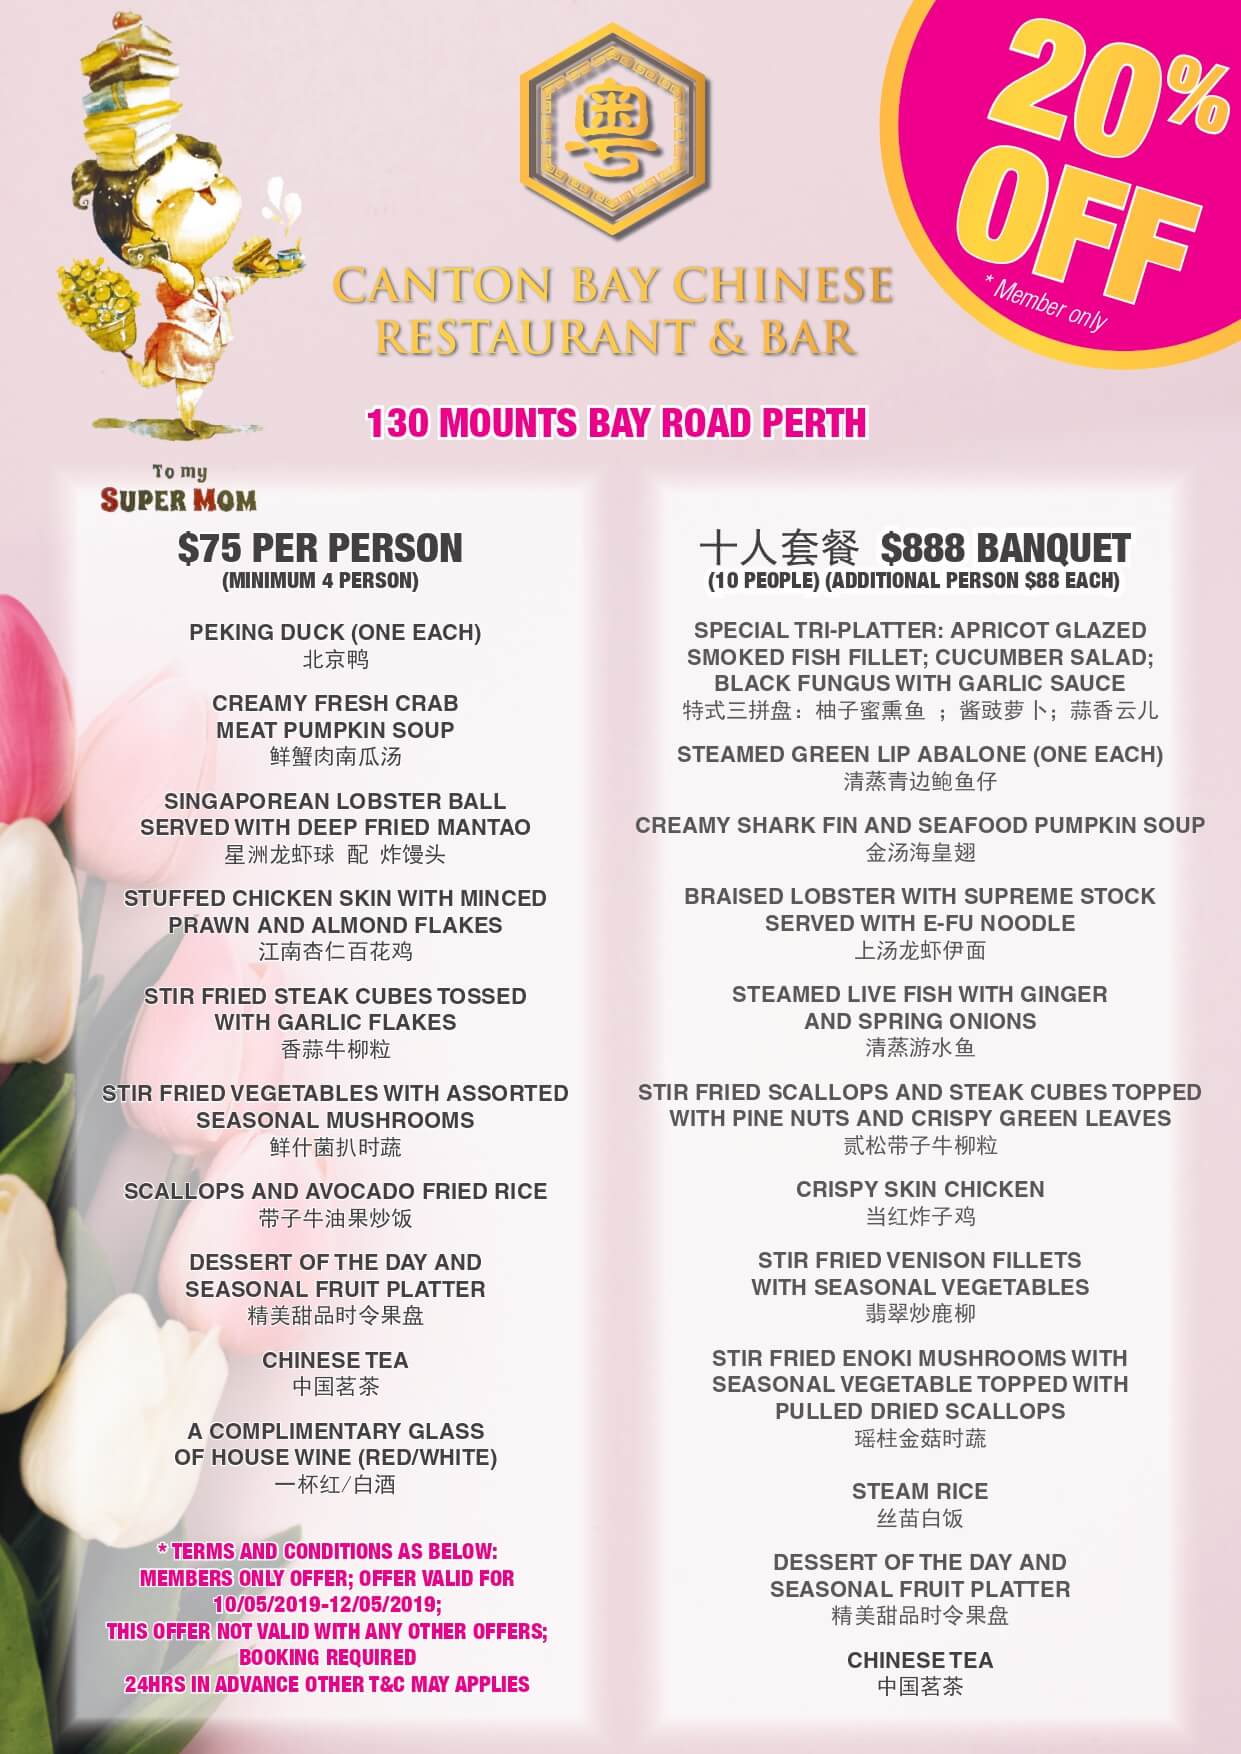 粤
20% OFF
* Member only
CANTON BAY CHINESE
RESTAURANT & BAR
130 MOUNTS BAY ROAD PERTH
To my
SUPER MOM
$75 PER PERSON
(MINIMUM 4 PERSON)
PEKING DUCK (ONE EACH)
北京鸭
CREAMY FRESH CRAB
MEAT PUMPKIN SOUP
鲜蟹肉南瓜汤
SINGAPOREAN LOBSTER BALL
SERVED WITH DEEP FRIED MANTAO
星洲龙虾球 配 炸馒头
STUFFED CHICKEN SKIN WITH MINCED
PRAWN AND ALMOND FLAKES
江南杏仁百花鸡
STIR FRIED STEAK CUBES TOSSED
WITH GARLIC FLAKES
香蒜牛柳粒
STIR FRIED VEGETABLES WITH ASSORTED
SEASONAL MUSHROOMS
鲜什菌扒时蔬
SCALLOPS AND AVOCADO FRIED RICE
带子牛油果炒饭
DESSERT OF THE DAY AND
SEASONAL FRUIT PLATTER
精美甜品时令果盘
CHINESE TEA
中国茗茶
A COMPLIMENTARY GLASS
OF HOUSE WINE (RED/WHITE)
一杯红/白酒
* TERMS AND CONDITIONS AS BELOW:
MEMBERS ONLY OFFER; OFFER VALID FOR
10/05/2019-12/05/2019;
THIS OFFER NOT VALID WITH ANY OTHER OFFERS;
BOOKING REQUIRED
24HRS IN ADVANCE OTHER T&C MAY APPLIES
十人套餐 $888 BANQUET
(10 PEOPLE) (ADDITIONAL PERSON $88 EACH)
SPECIAL TRI-PLATTER: APRICOT GLAZED
SMOKED FISH FILLET; CUCUMBER SALAD;
BLACK FUNGUS WITH GARLIC SAUCE
特式三拼盘：柚子蜜熏鱼 ；酱豉萝卜；蒜香云儿
STEAMED GREEN LIP ABALONE (ONE EACH)
清蒸青边鲍鱼仔
CREAMY SHARK FIN AND SEAFOOD PUMPKIN SOUP
金汤海皇翅
BRAISED LOBSTER WITH SUPREME STOCK
SERVED WITH E-FU NOODLE
上汤龙虾伊面
STEAMED LIVE FISH WITH GINGER
AND SPRING ONIONS
清蒸游水鱼
STIR FRIED SCALLOPS AND STEAK CUBES TOPPED
WITH PINE NUTS AND CRISPY GREEN LEAVES
贰松带子牛柳粒
CRISPY SKIN CHICKEN
当红炸子鸡
STIR FRIED VENISON FILLETS
WITH SEASONAL VEGETABLES
翡翠炒鹿柳
STIR FRIED ENOKI MUSHROOMS WITH
SEASONAL VEGETABLE TOPPED WITH
PULLED DRIED SCALLOPS
瑶柱金菇时蔬
STEAM RICE
丝苗白饭
DESSERT OF THE DAY AND
SEASONAL FRUIT PLATTER
精美甜品时令果盘
CHINESE TEA
中国茗茶